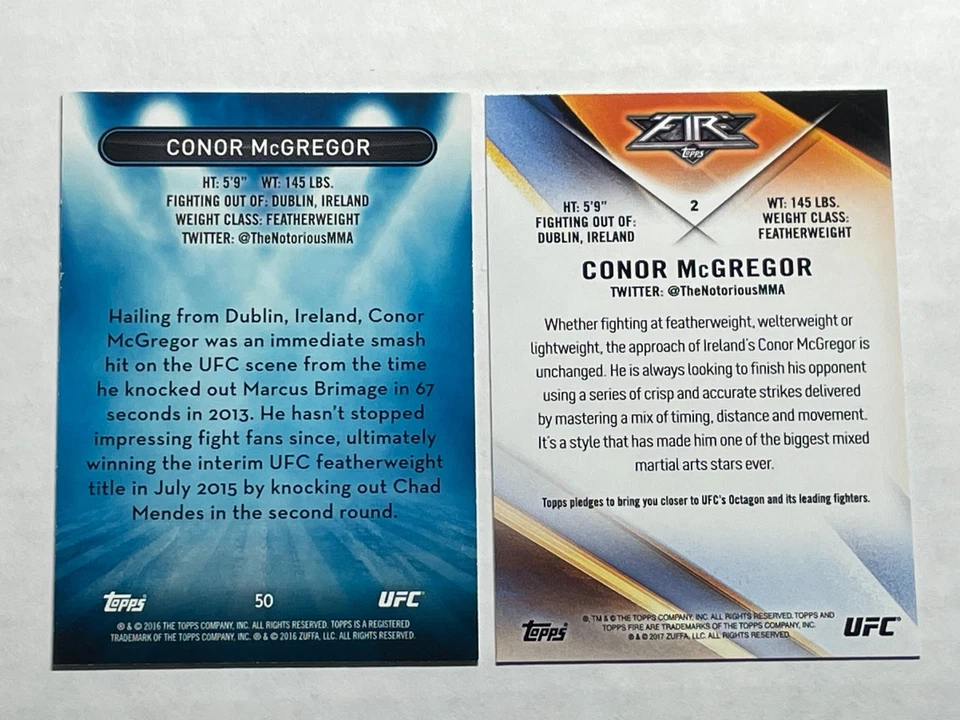 CONOR McGREGOR
HT: 5'9" WT: 145 LBS.
FIGHTING OUT OF: DUBLIN, IRELAND
WEIGHT CLASS: FEATHERWEIGHT
TWITTER: @TheNotoriousMMA
Hailing from Dublin, Ireland, Conor
McGregor was an immediate smash
hit on the UFC scene from the time
he knocked out Marcus Brimage in 67
seconds in 2013. He hasn't stopped
impressing fight fans since, ultimately
winning the interim UFC featherweight
title in July 2015 by knocking out Chad
Mendes in the second round.
Topps 50 UFC
® & © 2016 THE TOPPS COMPANY, INC. ALL RIGHTS RESERVED. TOPPS IS A REGISTERED
TRADEMARK OF THE TOPPS COMPANY, INC. ® & © 2016 ZUFFA, LLC. ALL RIGHTS RESERVED.
FIRE
Topps
2
HT: 5'9"
FIGHTING OUT OF:
DUBLIN, IRELAND
WT: 145 LBS.
WEIGHT CLASS:
FEATHERWEIGHT
CONOR McGREGOR
TWITTER: @TheNotoriousMMA
Whether fighting at featherweight, welterweight or
lightweight, the approach of Ireland's Conor McGregor is
unchanged. He is always looking to finish his opponent
using a series of crisp and accurate strikes delivered
by mastering a mix of timing, distance and movement.
It's a style that has made him one of the biggest mixed
martial arts stars ever.
Topps pledges to bring you closer to UFC's Octagon and its leading fighters.
®, TM & © THE TOPPS COMPANY, INC. ALL RIGHTS RESERVED. TOPPS AND
TOPPS FIRE ARE TRADEMARKS OF THE TOPPS COMPANY, INC.
® & © 2017 ZUFFA, LLC. ALL RIGHTS RESERVED.
Topps UFC